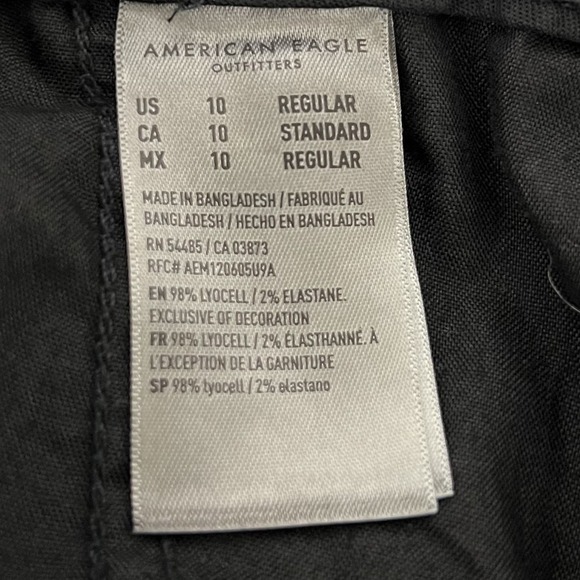 AMERICAN EAGLE
OUTFITTERS
US 10 REGULAR
CA 10 STANDARD
MX 10 REGULAR
MADE IN BANGLADESH / FABRIQUÉ AU
BANGLADESH / HECHO EN BANGLADESH
RN 54485 / CA 03873
RFC# AEM120605U9A
EN 98% LYOCELL / 2% ELASTANE.
EXCLUSIVE OF DECORATION
FR 98% LYOCELL / 2% ÉLASTHANNÉ. À
L'EXCEPTION DE LA GARNITURE
SP 98% lyocell / 2% elastano